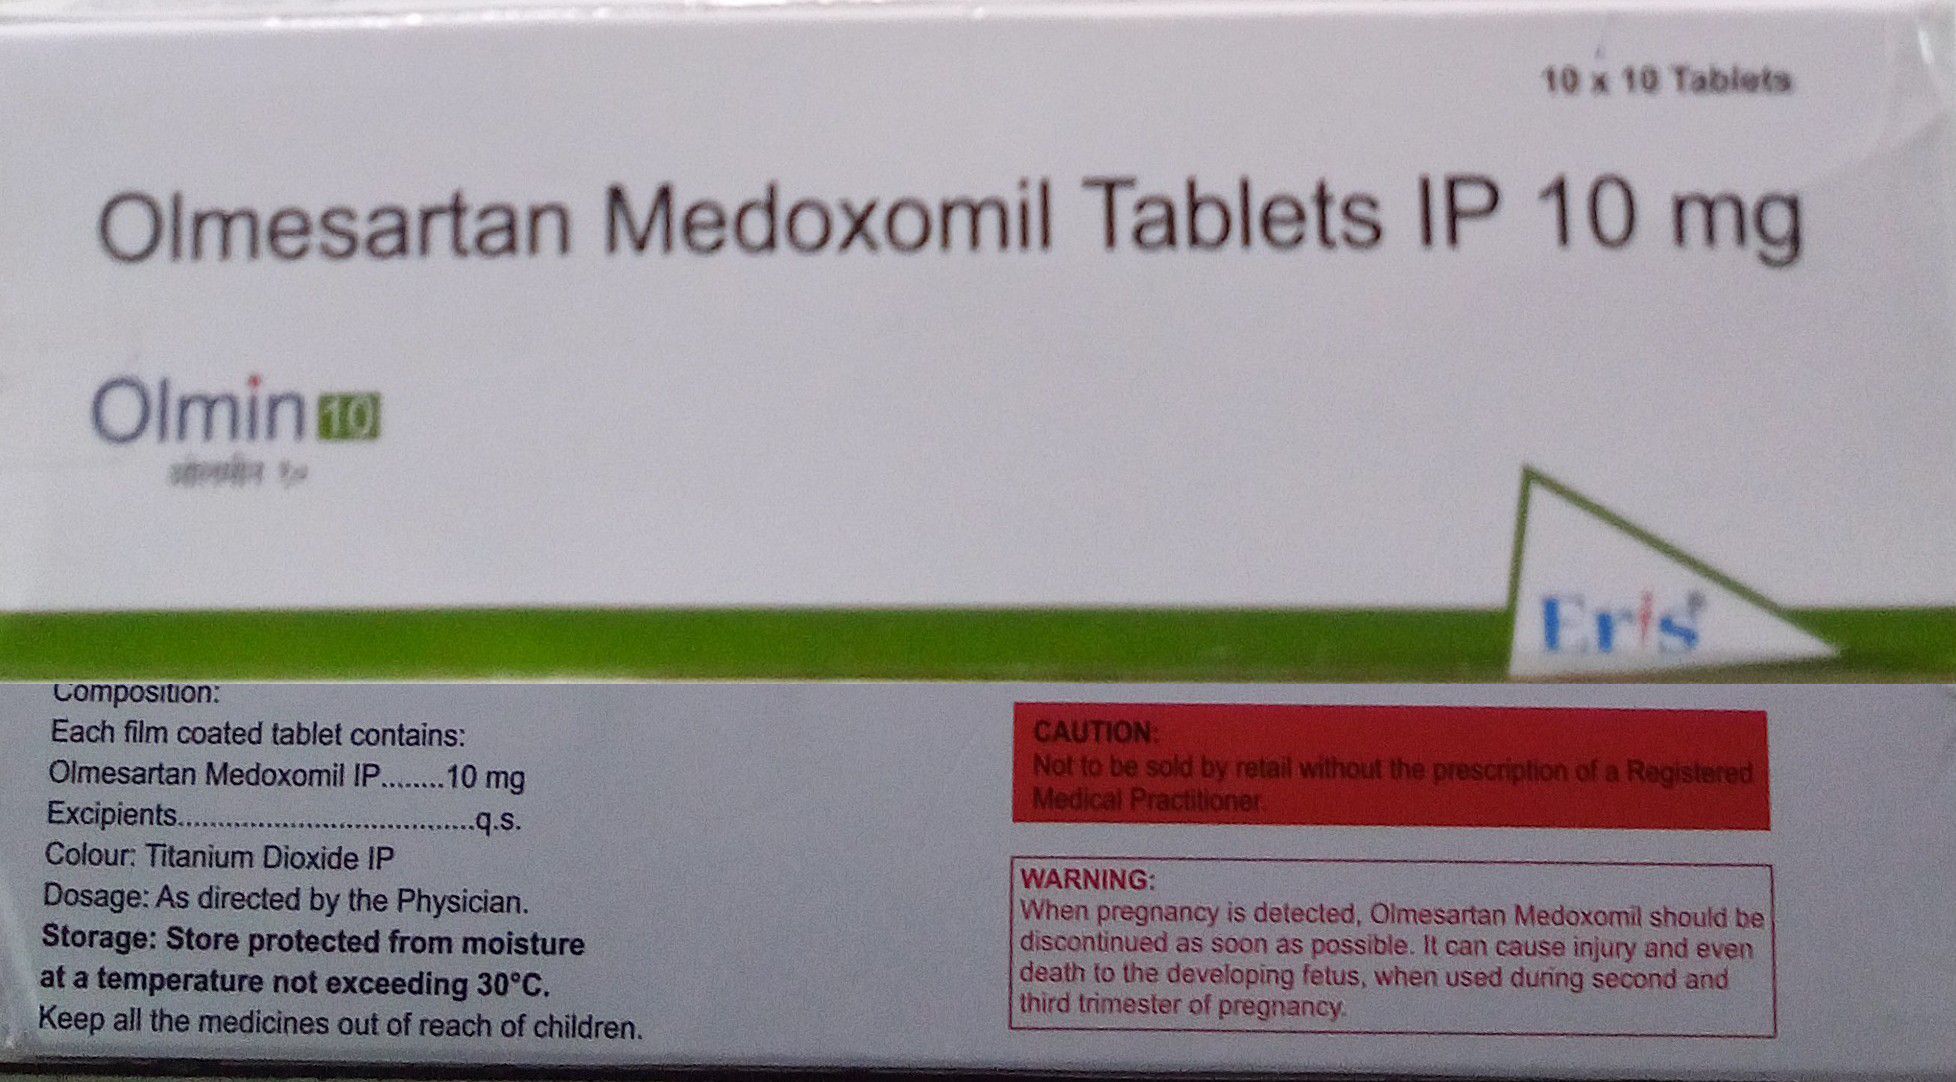 10 x 10 Tablets
Olmesartan Medoxomil Tablets IP 10 mg
Olmin 10
Eris®
Composition:
Each film coated tablet contains:
Olmesartan Medoxomil IP........10 mg
Excipients.....................................q.s.
Colour: Titanium Dioxide IP
Dosage: As directed by the Physician.
Storage: Store protected from moisture
at a temperature not exceeding 30°C.
Keep all the medicines out of reach of children.
CAUTION:
Not to be sold by retail without the prescription of a Registered
Medical Practitioner.
WARNING:
When pregnancy is detected, Olmesartan Medoxomil should be
discontinued as soon as possible. It can cause injury and even
death to the developing fetus, when used during second and
third trimester of pregnancy.